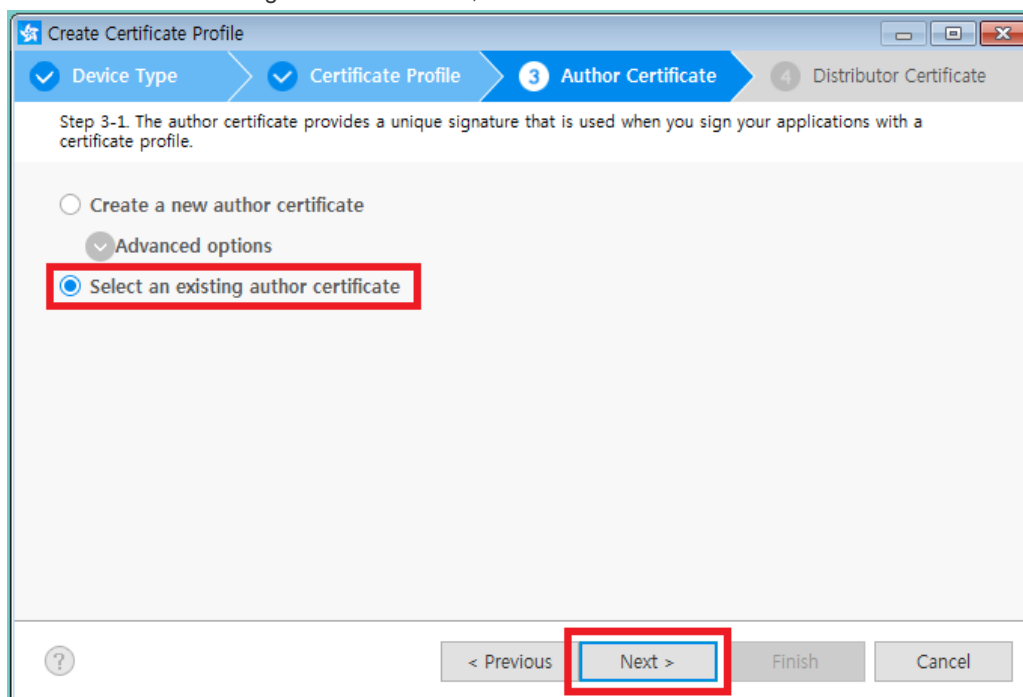 Create Certificate Profile
Device Type
Certificate Profile
3 Author Certificate
4 Distributor Certificate
Step 3-1. The author certificate provides a unique signature that is used when you sign your applications with a
certificate profile.
Create a new author certificate
Advanced options
Select an existing author certificate
?
< Previous
Next >
Finish
Cancel